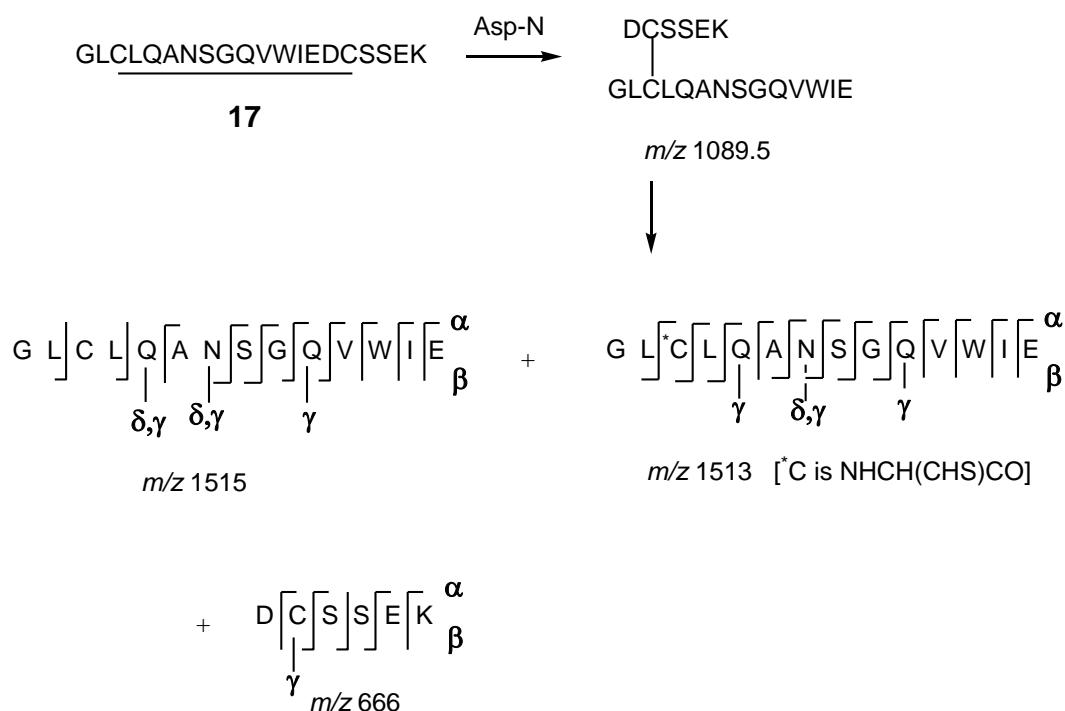 Asp-N
GLCLQANSGQVWIEDCSSEK
17
DCSSEK
GLCLQANSGQVWIE
m/z 1089.5
G L C L Q A N S G Q V W I E α
β
δ,γ δ,γ γ
m/z 1515
+
G L *C L Q A N S G Q V W I E α
β
γ δ,γ γ
m/z 1513 [*C is NHCH(CHS)CO]
+
D C S S E K α
β
γ
m/z 666